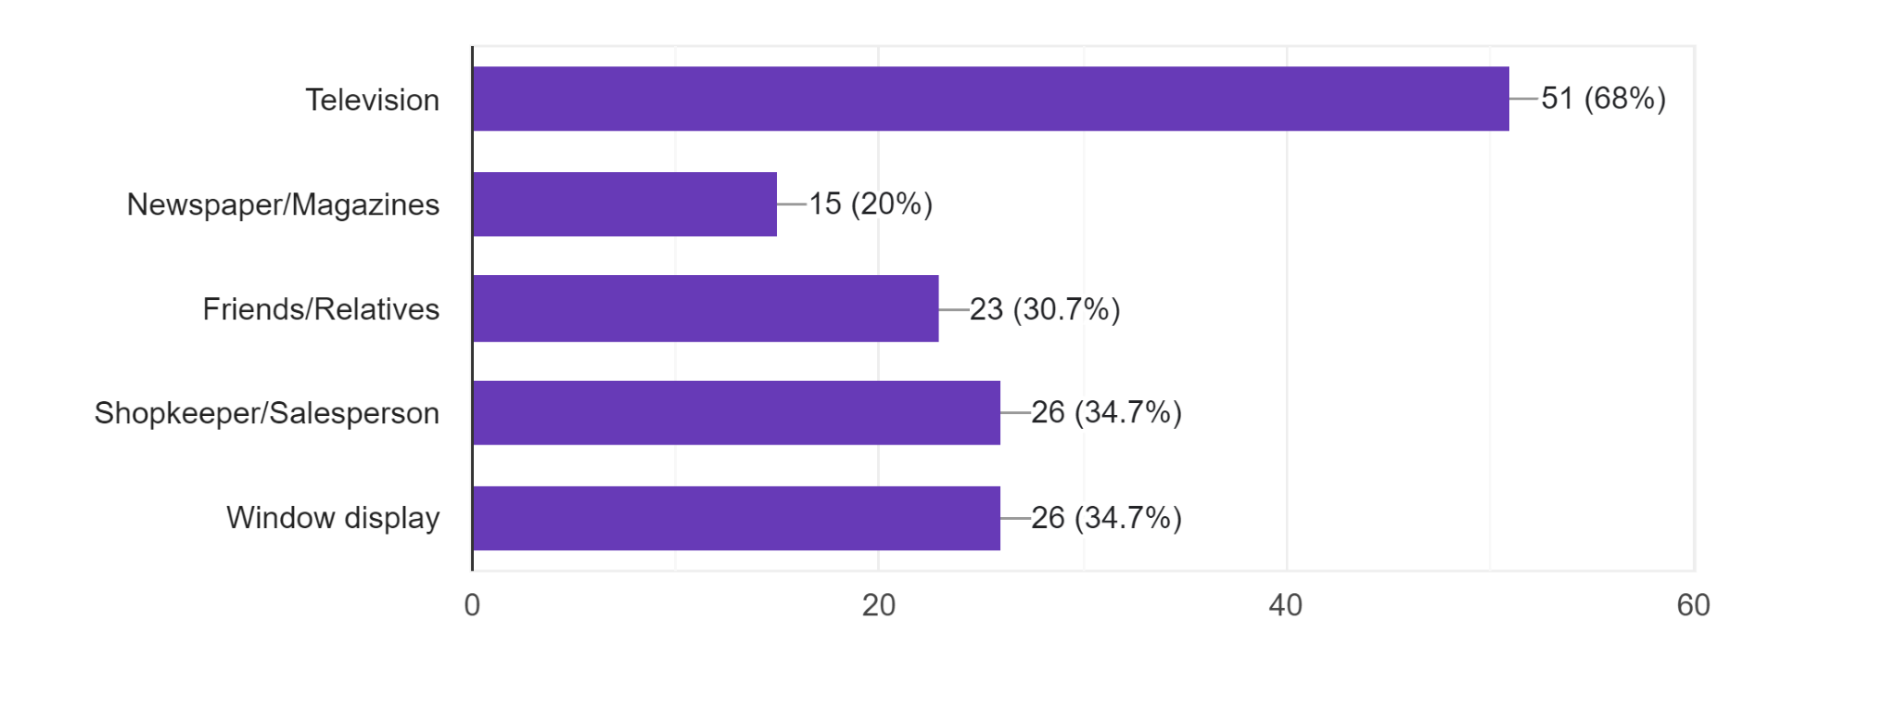 Television
51 (68%)
Newspaper/Magazines
15 (20%)
Friends/Relatives
23 (30.7%)
Shopkeeper/Salesperson
26 (34.7%)
Window display
26 (34.7%)
0
20
40
60